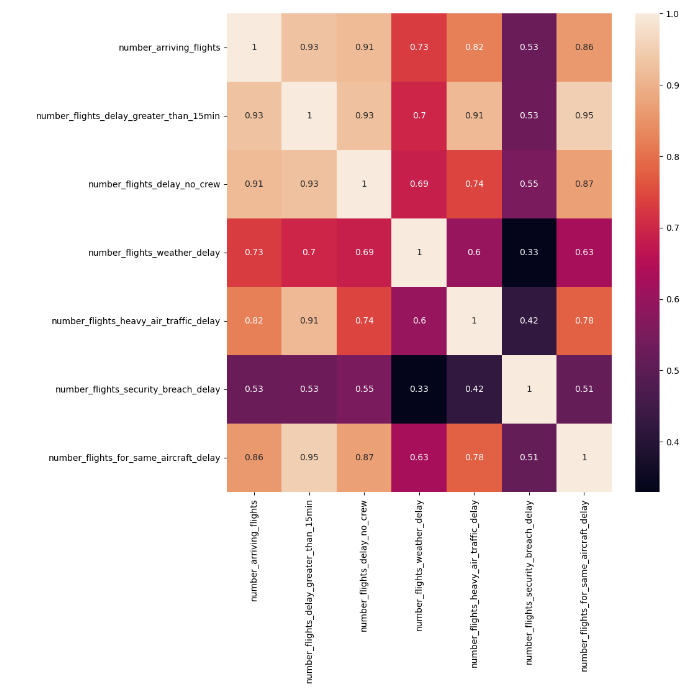 number_arriving_flights 1 0.93 0.91 0.73 0.82 0.53 0.86
number_flights_delay_greater_than_15min 0.93 1 0.93 0.7 0.91 0.53 0.95
number_flights_delay_no_crew 0.91 0.93 1 0.69 0.74 0.55 0.87
number_flights_weather_delay 0.73 0.7 0.69 1 0.6 0.33 0.63
number_flights_heavy_air_traffic_delay 0.82 0.91 0.74 0.6 1 0.42 0.78
number_flights_security_breach_delay 0.53 0.53 0.55 0.33 0.42 1 0.51
number_flights_for_same_aircraft_delay 0.86 0.95 0.87 0.63 0.78 0.51 1
number_arriving_flights
number_flights_delay_greater_than_15min
number_flights_delay_no_crew
number_flights_weather_delay
number_flights_heavy_air_traffic_delay
number_flights_security_breach_delay
number_flights_for_same_aircraft_delay
1.0
0.9
0.8
0.7
0.6
0.5
0.4